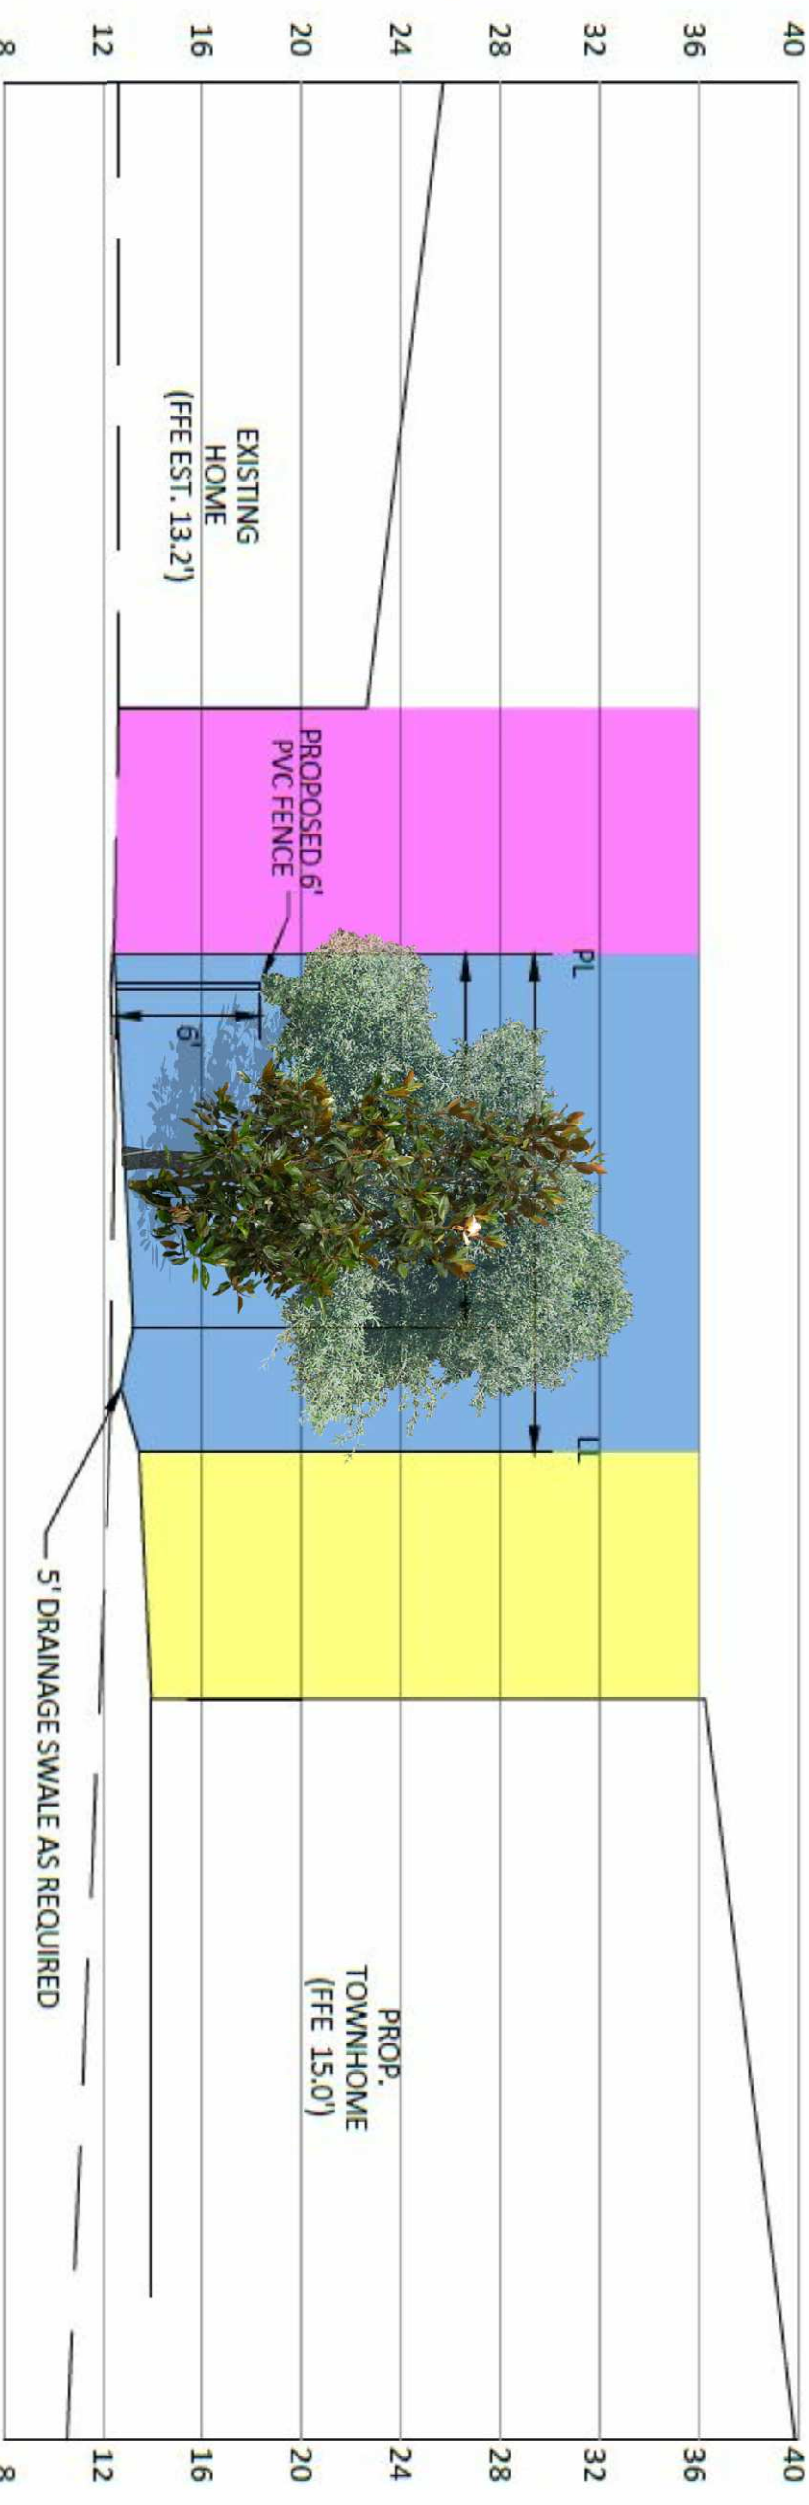 40
36
32
28
24
20
16
12
8
EXISTING
HOME
(FFE EST. 13.2')
PROPOSED 6'
PVC FENCE
PL
6'
LL
5' DRAINAGE SWALE AS REQUIRED
PROP.
TOWNHOME
(FFE 15.0')
40
36
32
28
24
20
16
12
8